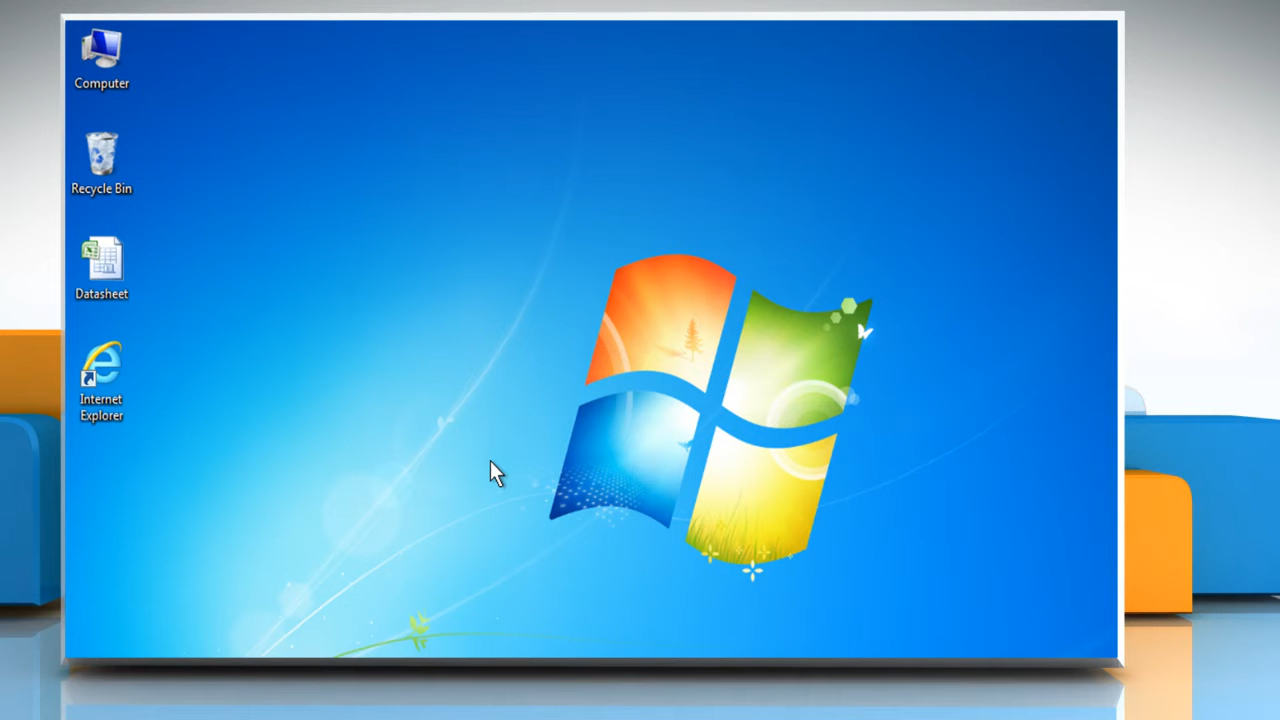 Computer
Recycle Bin
Datasheet
Internet
Explorer